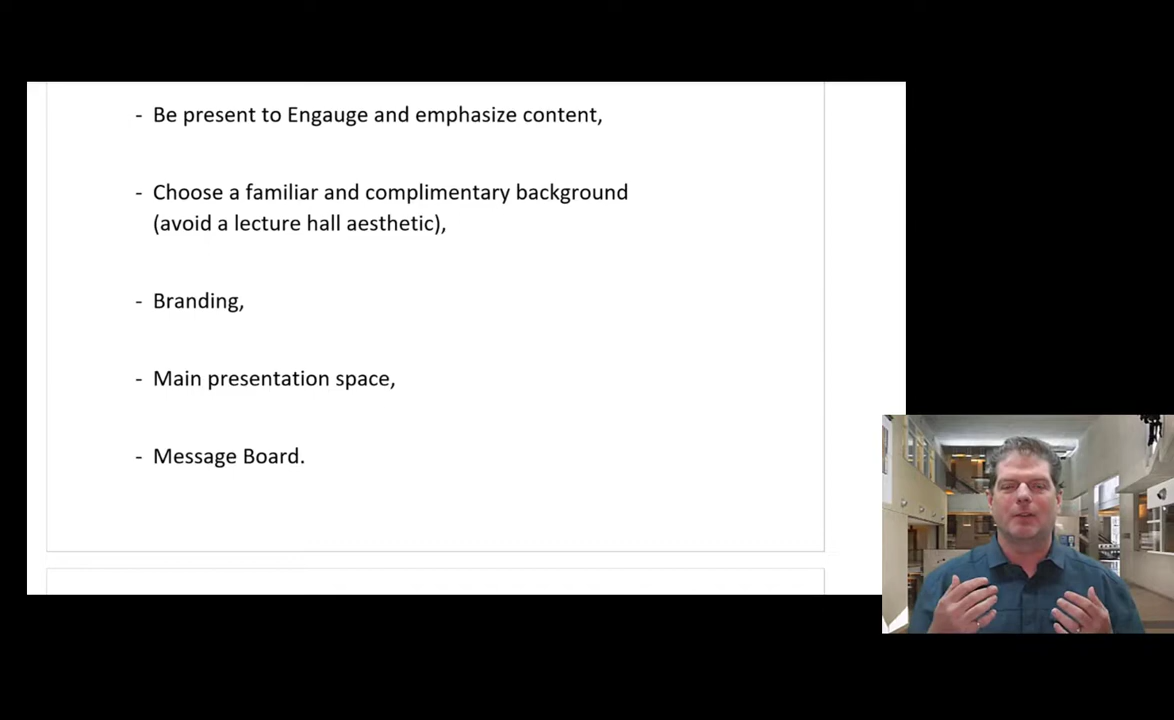 - Be present to Engauge and emphasize content,
- Choose a familiar and complimentary background
(avoid a lecture hall aesthetic),
- Branding,
- Main presentation space,
- Message Board.